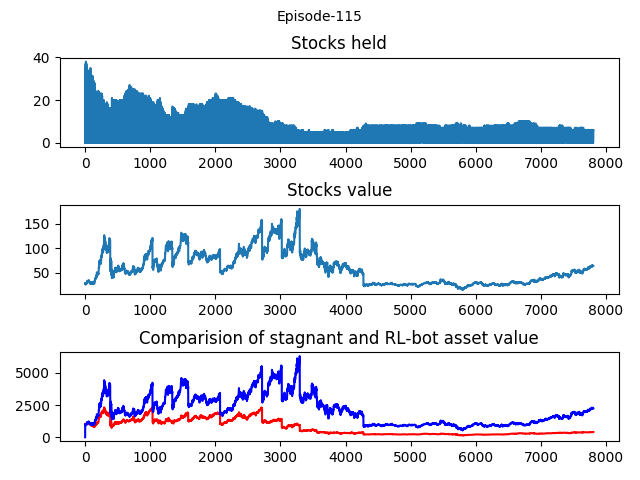 Episode-115
Stocks held
40
20
0
0 1000 2000 3000 4000 5000 6000 7000 8000
Stocks value
150
100
50
0 1000 2000 3000 4000 5000 6000 7000 8000
Comparision of stagnant and RL-bot asset value
5000
2500
0
0 1000 2000 3000 4000 5000 6000 7000 8000